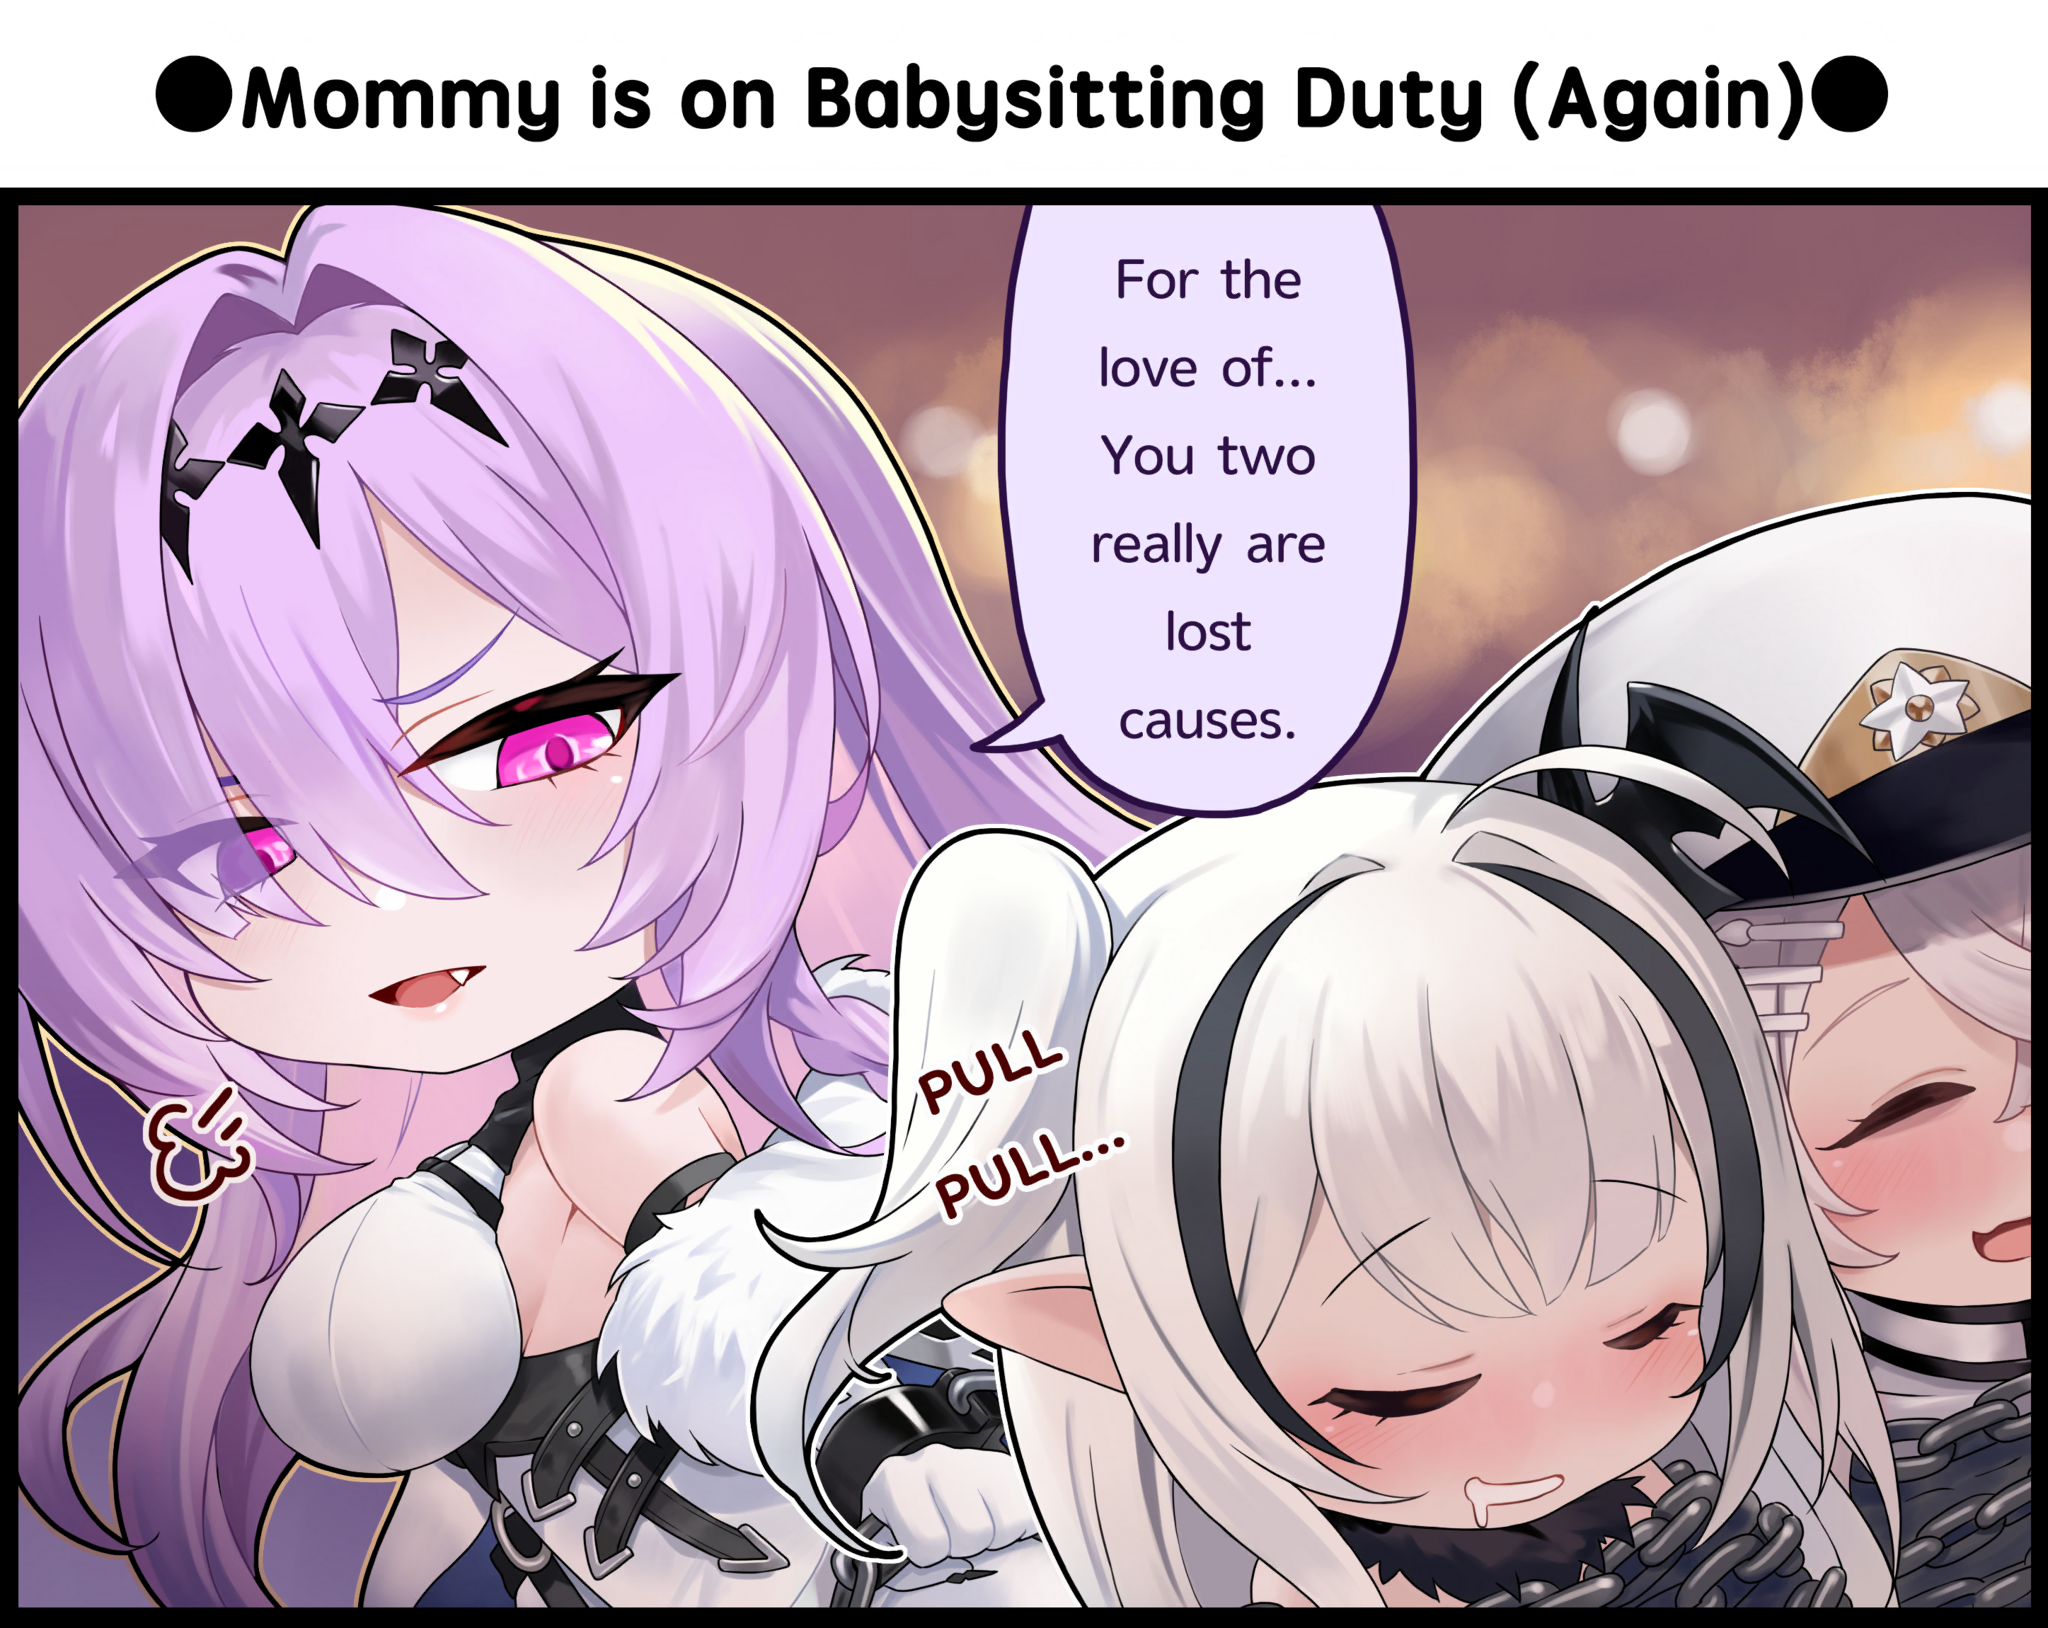 ●Mommy is on Babysitting Duty (Again)●
For the
love of...
You two
really are
lost
causes.
PULL
PULL...